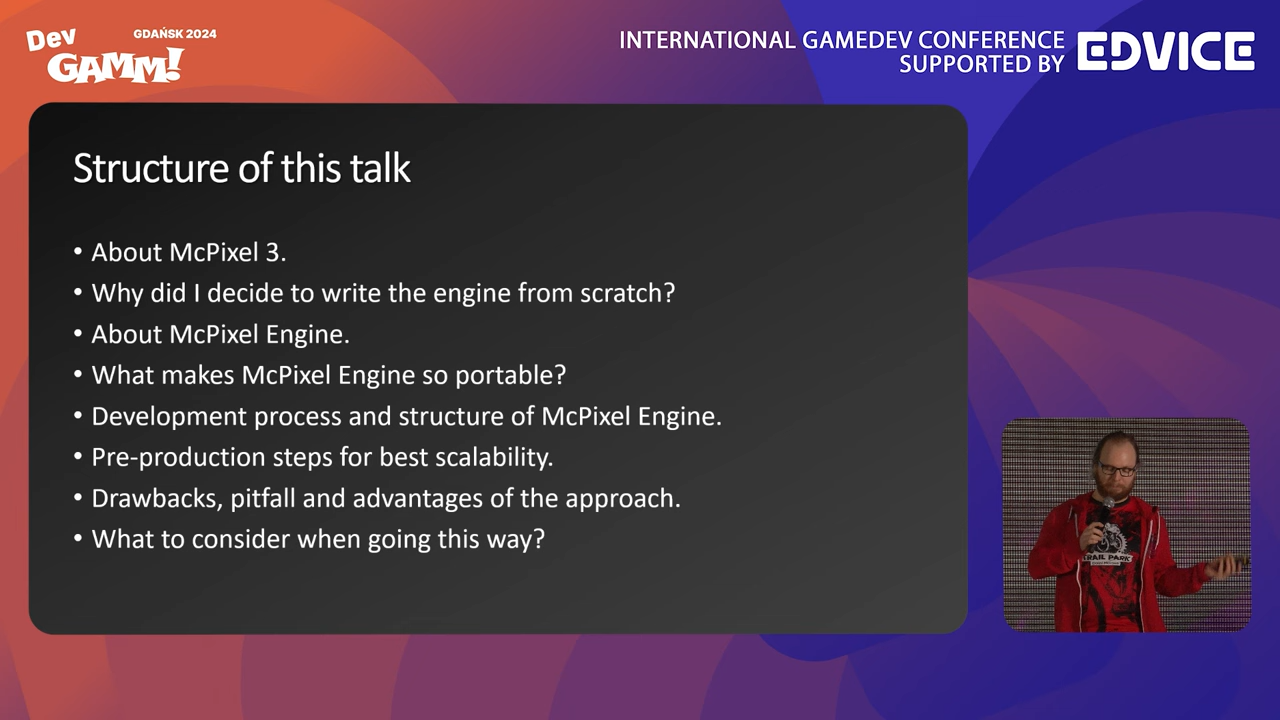 Dev
GAMM!
GDAŃSK 2024
INTERNATIONAL GAMEDEV CONFERENCE
SUPPORTED BY
EDVICE
Structure of this talk
• About McPixel 3.
• Why did I decide to write the engine from scratch?
• About McPixel Engine.
• What makes McPixel Engine so portable?
• Development process and structure of McPixel Engine.
• Pre-production steps for best scalability.
• Drawbacks, pitfall and advantages of the approach.
• What to consider when going this way?
TRAIL PARK